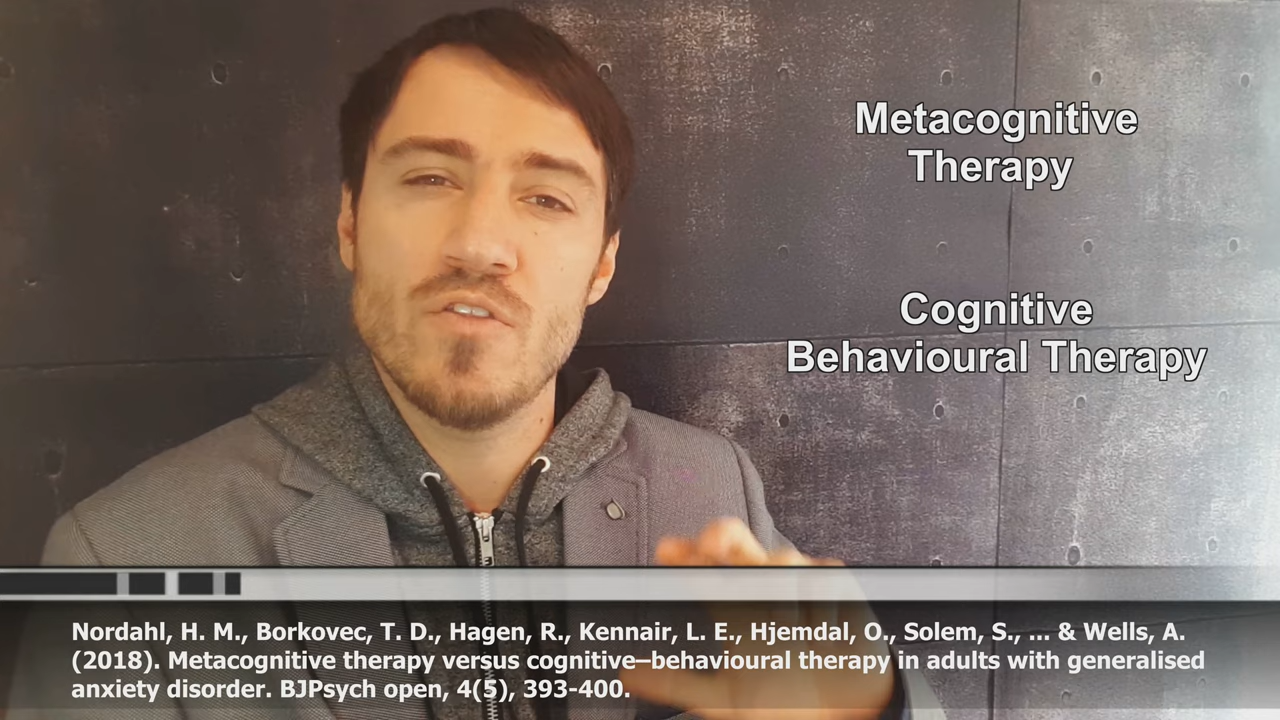 Metacognitive
Therapy
Cognitive
Behavioural Therapy
Nordahl, H. M., Borkovec, T. D., Hagen, R., Kennair, L. E., Hjemdal, O., Solem, S., ... & Wells, A.
(2018). Metacognitive therapy versus cognitive–behavioural therapy in adults with generalised
anxiety disorder. BJPsych open, 4(5), 393-400.